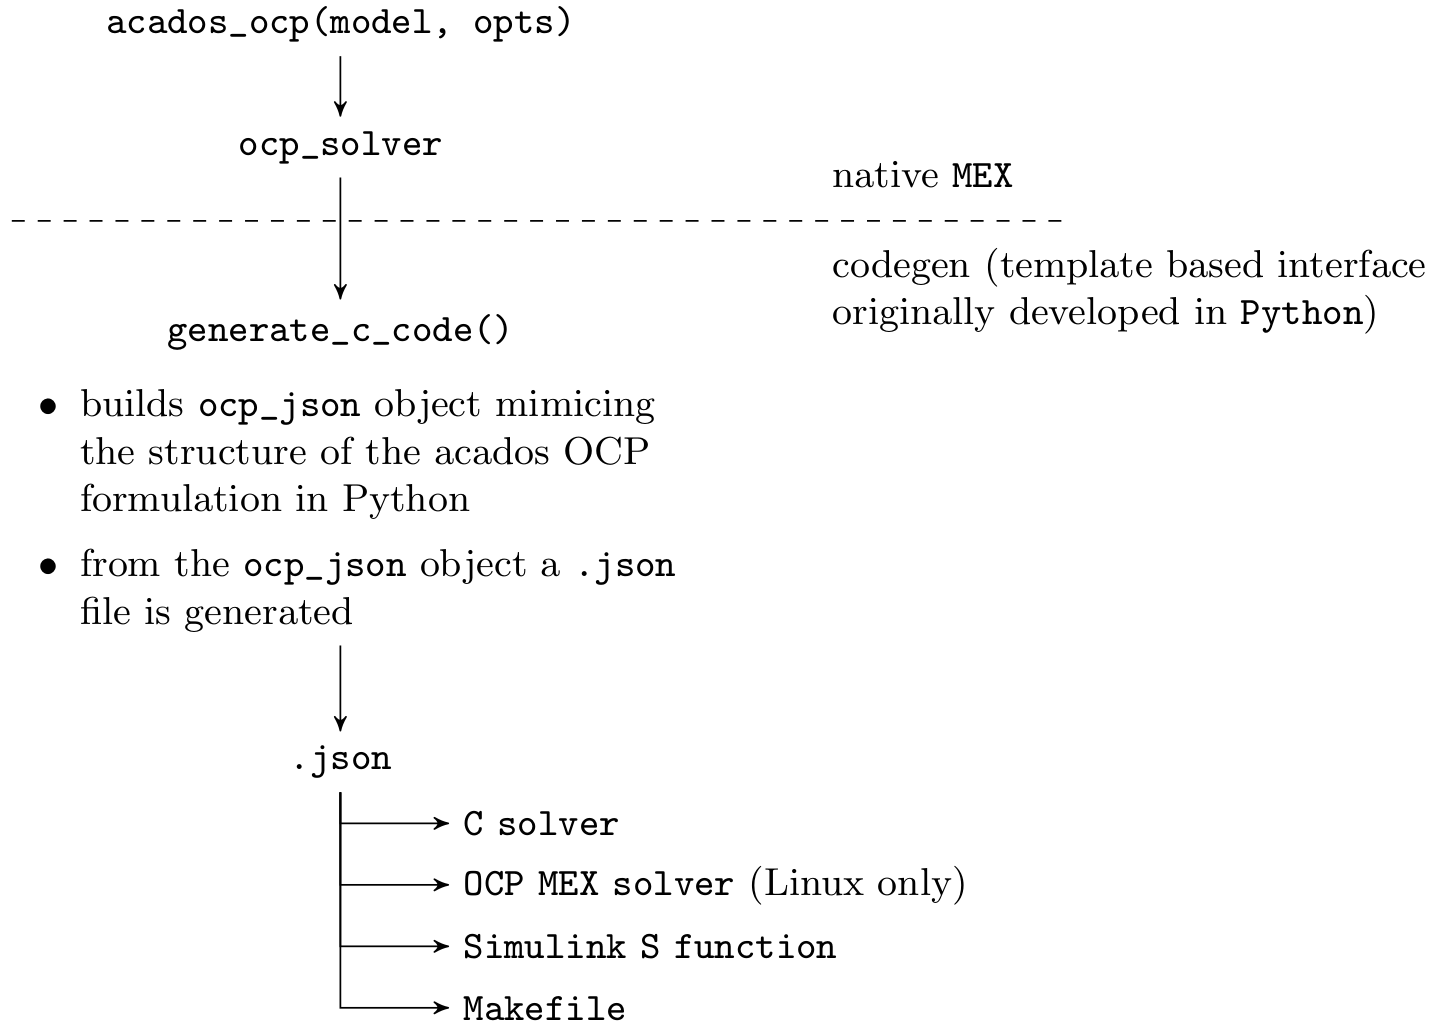 acados_ocp(model, opts)
ocp_solver
native MEX
codegen (template based interface
originally developed in Python)
generate_c_code()
• builds ocp_json object mimicing
the structure of the acados OCP
formulation in Python
• from the ocp_json object a .json
file is generated
.json
C solver
OCP MEX solver (Linux only)
Simulink S function
Makefile